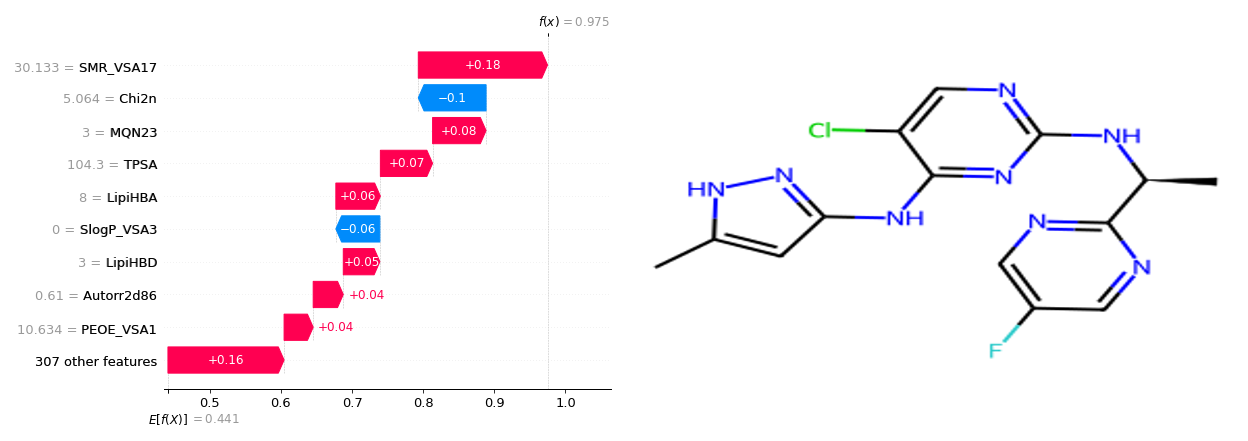 f(x) = 0.975
30.133 = SMR_VSA17
+0.18
5.064 = Chi2n
−0.1
3 = MQN23
+0.08
104.3 = TPSA
+0.07
8 = LipiHBA
+0.06
0 = SlogP_VSA3
−0.06
3 = LipiHBD
+0.05
0.61 = Autorr2d86
+0.04
10.634 = PEOE_VSA1
+0.04
307 other features
+0.16
0.5 0.6 0.7 0.8 0.9 1.0
E[f(X)] = 0.441
N
Cl
NH
N
N
HN
NH
N
N
F